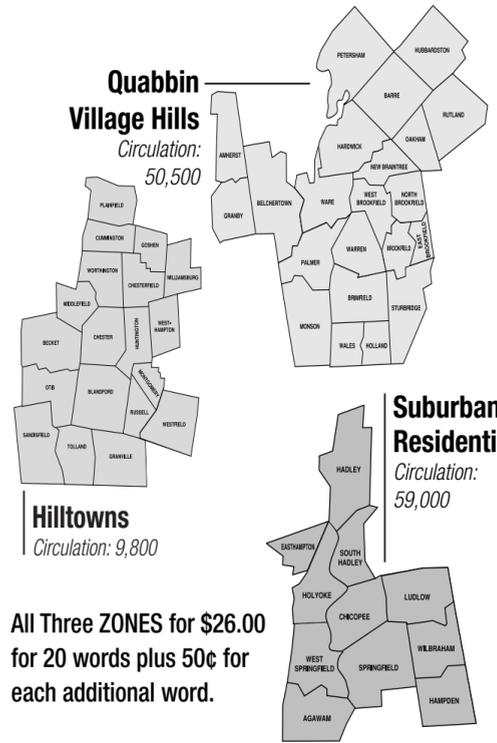 Quabbin
Village Hills
Circulation:
50,500
PETERSHAM
HUBBARDSTON
BARRE
RUTLAND
OAKHAM
HARDWICK
NEW BRAINTREE
AMHERST
BELCHERTOWN
GRANBY
WARE
WEST
BROOKFIELD
NORTH
BROOKFIELD
EAST
BROOKFIELD
BROOKFIELD
WARREN
PALMER
BRIMFIELD
STURBRIDGE
MONSON
WALES
HOLLAND
PLAINFIELD
CUMMINGTON
GOSHEN
WORTHINGTON
WILLIAMSBURG
CHESTERFIELD
MIDDLEFIELD
WEST-
HAMPTON
HUNTINGTON
CHESTER
BECKET
MONTGOMERY
OTIS
BLANDFORD
RUSSELL
WESTFIELD
SANDISFIELD
TOLLAND
GRANVILLE
Hilltowns
Circulation: 9,800
Suburban
Residenti
Circulation:
59,000
HADLEY
EASTHAMPTON
SOUTH
HADLEY
HOLYOKE
LUDLOW
CHICOPEE
WILBRAHAM
WEST
SPRINGFIELD
SPRINGFIELD
HAMPDEN
AGAWAM
All Three ZONES for $26.00
for 20 words plus 50¢ for
each additional word.